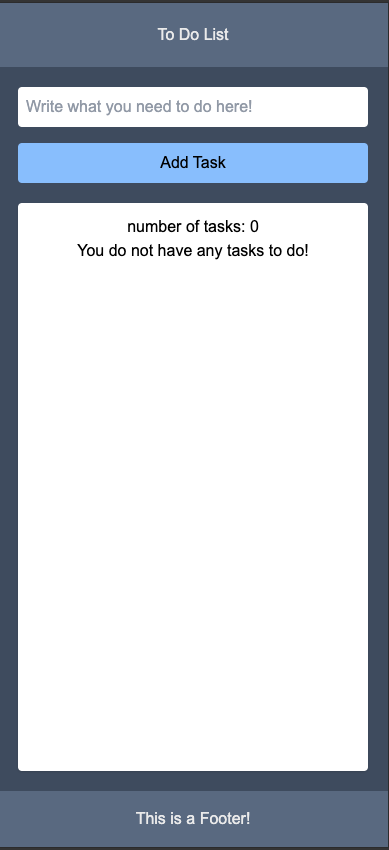 To Do List
Write what you need to do here!
Add Task
number of tasks: 0
You do not have any tasks to do!
This is a Footer!